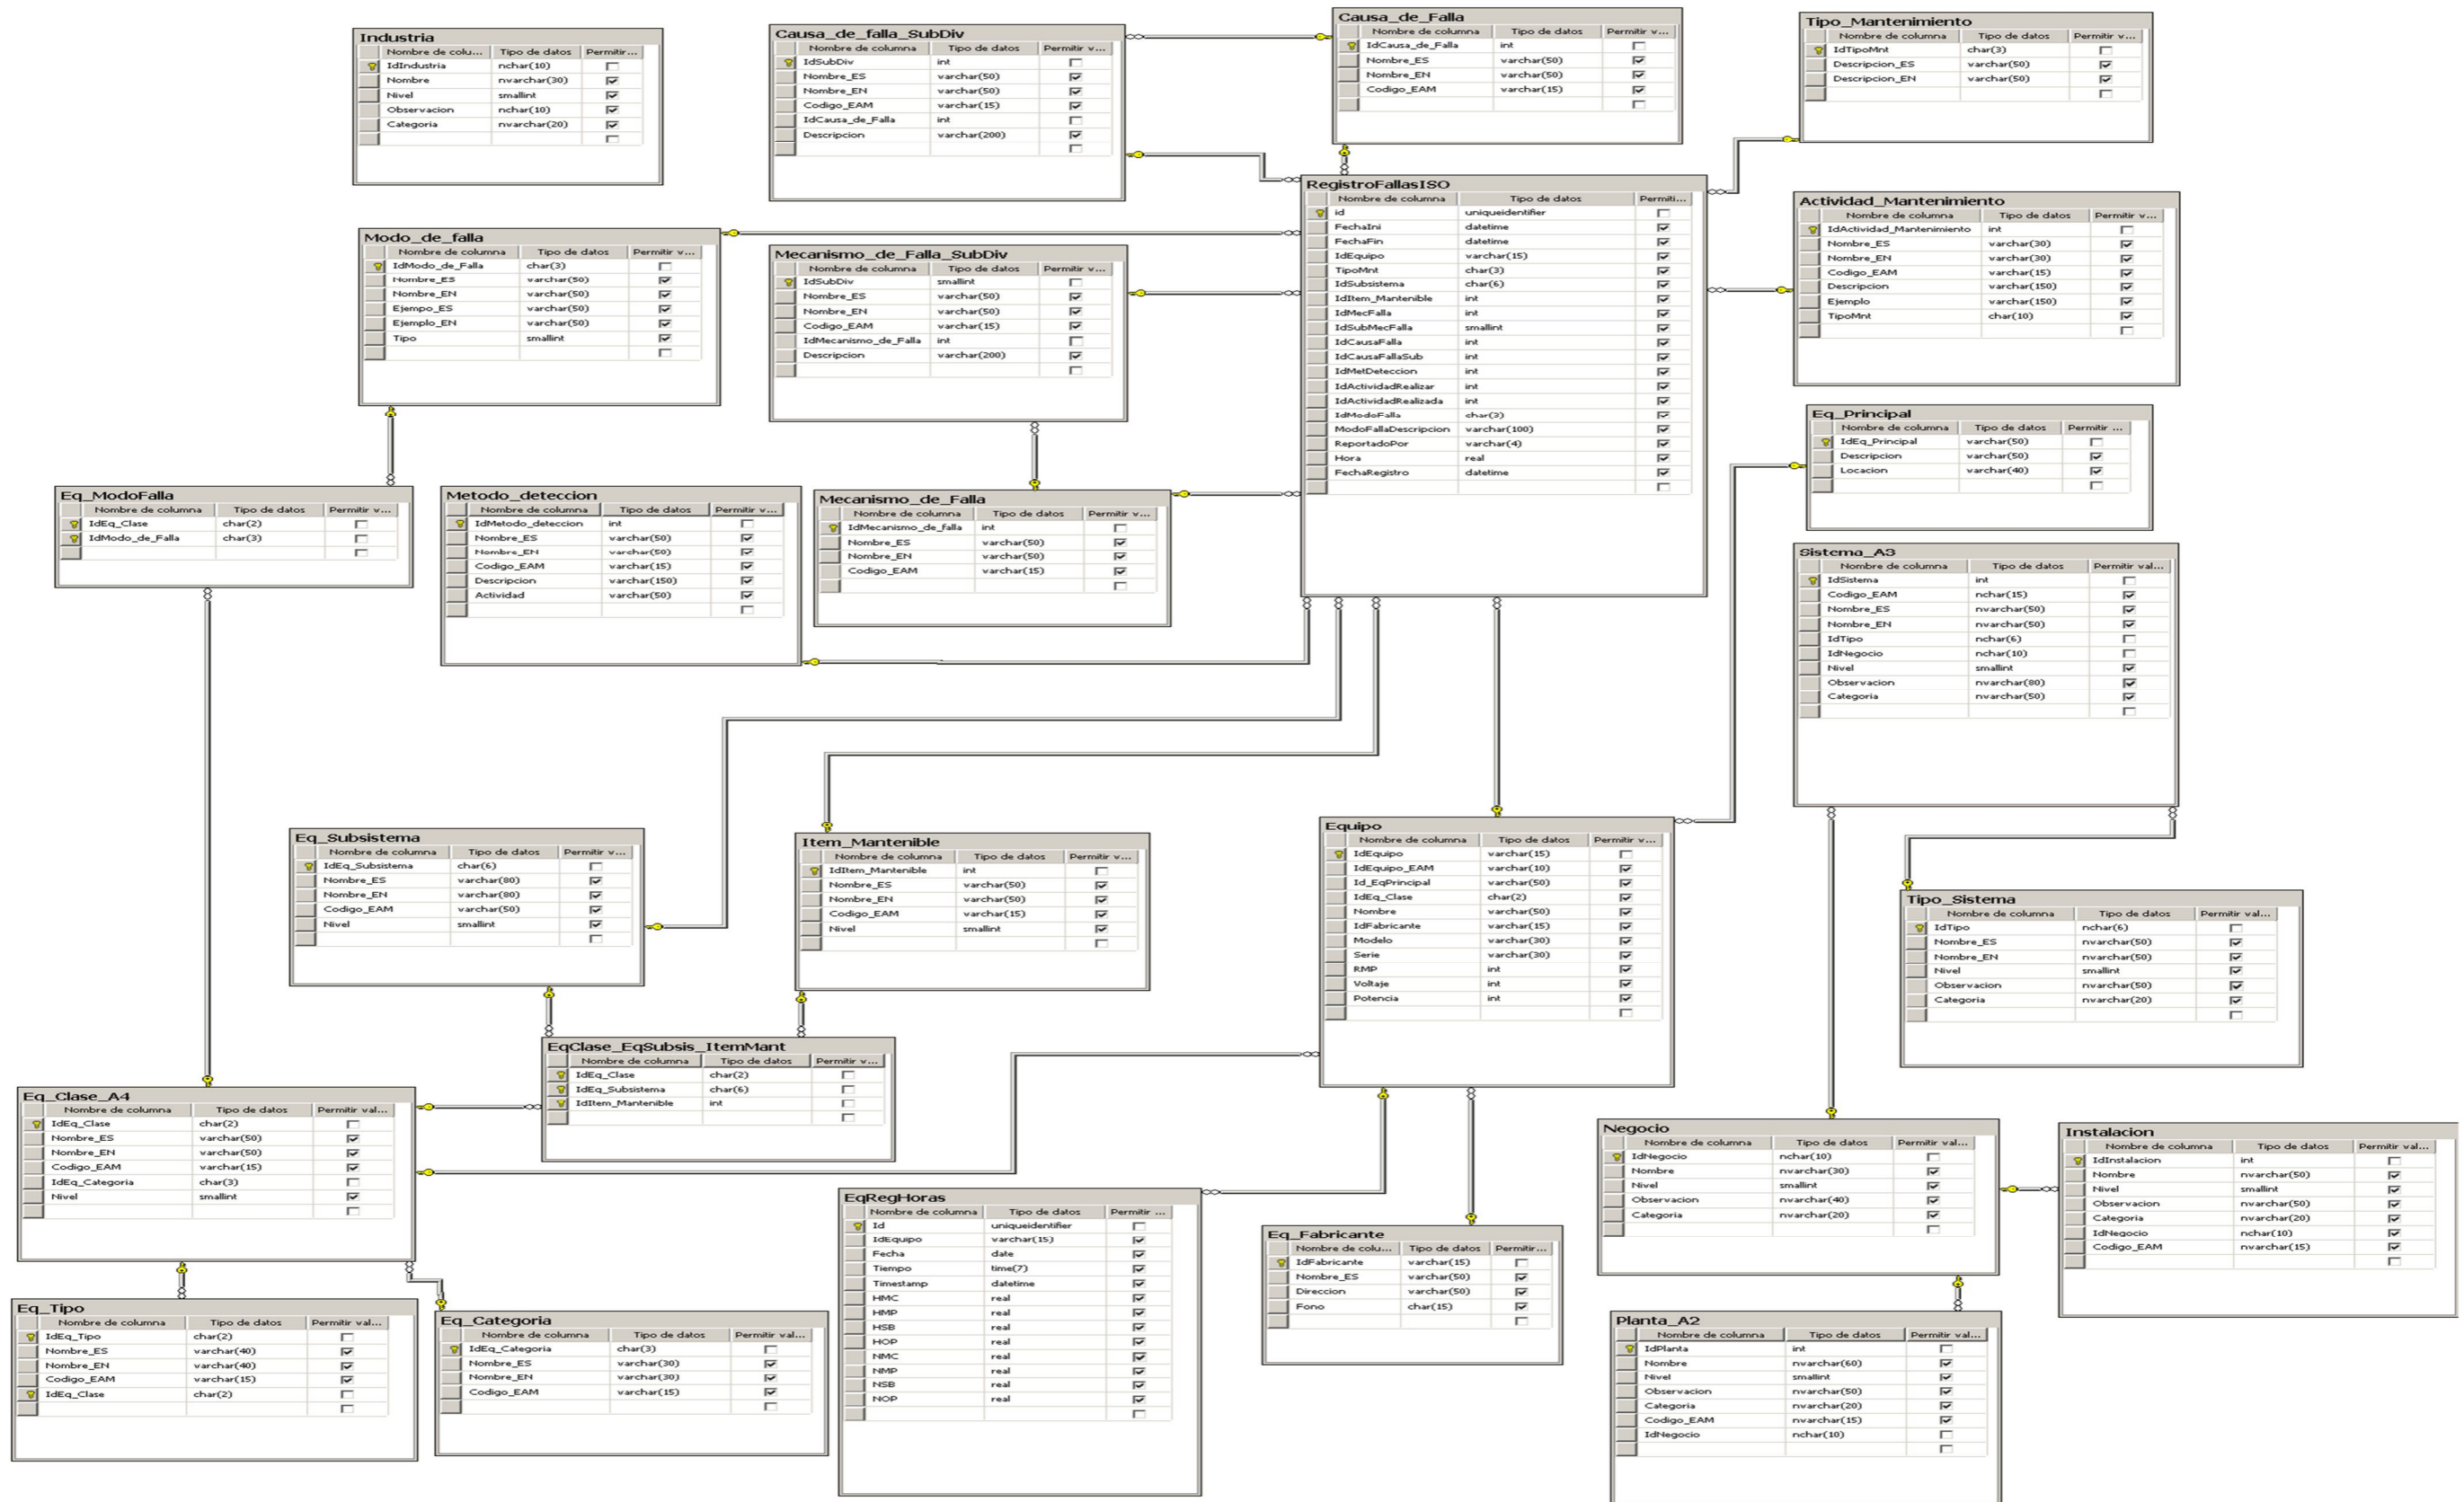 Industria
Nombre de colu... Tipo de datos Permitir...
IdIndustria nchar(10)
Nombre nvarchar(30)
Nivel smallint
Observacion nchar(10)
Categoria nvarchar(20)
Causa_de_falla_SubDiv
Nombre de columna Tipo de datos Permitir v...
IdSubDiv int
Nombre_ES varchar(50)
Nombre_EN varchar(50)
Codigo_EAM varchar(15)
IdCausa_de_Falla int
Descripcion varchar(200)
Causa_de_Falla
Nombre de columna Tipo de datos Permitir v...
IdCausa_de_Falla int
Nombre_ES varchar(50)
Nombre_EN varchar(50)
Codigo_EAM varchar(15)
Tipo_Mantenimiento
Nombre de columna Tipo de datos Permitir v...
IdTipoMnt char(3)
Descripcion_ES varchar(50)
Descripcion_EN varchar(50)
Modo_de_falla
Nombre de columna Tipo de datos Permitir v...
IdModo_de_Falla char(3)
Nombre_ES varchar(50)
Nombre_EN varchar(50)
Ejempo_ES varchar(50)
Ejemplo_EN varchar(50)
Tipo smallint
Mecanismo_de_Falla_SubDiv
Nombre de columna Tipo de datos Permitir v...
IdSubDiv smallint
Nombre_ES varchar(50)
Nombre_EN varchar(50)
Codigo_EAM varchar(15)
IdMecanismo_de_Falla int
Descripcion varchar(200)
RegistroFallasISO
Nombre de columna Tipo de datos Permiti...
id uniqueidentifier
FechaIni datetime
FechaFin datetime
IdEquipo varchar(15)
TipoMnt char(3)
IdSubsistema char(6)
IdItem_Mantenible int
IdMecFalla int
IdSubMecFalla smallint
IdCausaFalla int
IdCausaFallaSub int
IdMetDeteccion int
IdActividadRealizar int
IdActividadRealizada int
IdModoFalla char(3)
ModoFallaDescripcion varchar(100)
ReportadoPor varchar(4)
Hora real
FechaRegistro datetime
Actividad_Mantenimiento
Nombre de columna Tipo de datos Permitir v...
IdActividad_Mantenimiento int
Nombre_ES varchar(30)
Nombre_EN varchar(30)
Codigo_EAM varchar(15)
Descripcion varchar(150)
Ejemplo varchar(150)
TipoMnt char(10)
Eq_Principal
Nombre de columna Tipo de datos Permitir ...
IdEq_Principal varchar(50)
Descripcion varchar(50)
Locacion varchar(40)
Eq_ModoFalla
Nombre de columna Tipo de datos Permitir v...
IdEq_Clase char(2)
IdModo_de_Falla char(3)
Metodo_deteccion
Nombre de columna Tipo de datos Permitir v...
IdMetodo_deteccion int
Nombre_ES varchar(50)
Nombre_EN varchar(50)
Codigo_EAM varchar(15)
Descripcion varchar(150)
Actividad varchar(50)
Mecanismo_de_Falla
Nombre de columna Tipo de datos Permitir v...
IdMecanismo_de_falla int
Nombre_ES varchar(50)
Nombre_EN varchar(50)
Codigo_EAM varchar(15)
Sistema_A3
Nombre de columna Tipo de datos Permitir val...
IdSistema int
Codigo_EAM nchar(15)
Nombre_ES nvarchar(50)
Nombre_EN nvarchar(50)
IdTipo nchar(6)
IdNegocio nchar(10)
Nivel smallint
Observacion nvarchar(80)
Categoria nvarchar(50)
Eq_Subsistema
Nombre de columna Tipo de datos Permitir v...
IdEq_Subsistema char(6)
Nombre_ES varchar(80)
Nombre_EN varchar(80)
Codigo_EAM varchar(50)
Nivel smallint
Item_Mantenible
Nombre de columna Tipo de datos Permitir v...
IdItem_Mantenible int
Nombre_ES varchar(50)
Nombre_EN varchar(50)
Codigo_EAM varchar(15)
Nivel smallint
Equipo
Nombre de columna Tipo de datos Permitir v...
IdEquipo varchar(15)
IdEquipo_EAM varchar(10)
Id_EqPrincipal varchar(50)
IdEq_Clase char(2)
Nombre varchar(50)
IdFabricante varchar(15)
Modelo varchar(30)
Serie varchar(30)
RMP int
Voltaje int
Potencia int
Tipo_Sistema
Nombre de columna Tipo de datos Permitir val...
IdTipo nchar(6)
Nombre_ES nvarchar(50)
Nombre_EN nvarchar(50)
Nivel smallint
Observacion nvarchar(50)
Categoria nvarchar(20)
EqClase_EqSubsis_ItemMant
Nombre de columna Tipo de datos Permitir v...
IdEq_Clase char(2)
IdEq_Subsistema char(6)
IdItem_Mantenible int
Eq_Clase_A4
Nombre de columna Tipo de datos Permitir val...
IdEq_Clase char(2)
Nombre_ES varchar(50)
Nombre_EN varchar(50)
Codigo_EAM varchar(15)
IdEq_Categoria char(3)
Nivel smallint
Negocio
Nombre de columna Tipo de datos Permitir val...
IdNegocio nchar(10)
Nombre nvarchar(30)
Nivel smallint
Observacion nvarchar(40)
Categoria nvarchar(20)
Instalacion
Nombre de columna Tipo de datos Permitir val...
IdInstalacion int
Nombre nvarchar(50)
Nivel smallint
Observacion nvarchar(50)
Categoria nvarchar(20)
IdNegocio nchar(10)
Codigo_EAM nvarchar(15)
EqRegHoras
Nombre de columna Tipo de datos Permitir ...
Id uniqueidentifier
IdEquipo varchar(15)
Fecha date
Tiempo time(7)
Timestamp datetime
HMC real
HMP real
HSB real
HOP real
NMC real
NMP real
NSB real
NOP real
Eq_Fabricante
Nombre de colu... Tipo de datos Permitir...
IdFabricante varchar(15)
Nombre_ES varchar(50)
Direccion varchar(50)
Fono char(15)
Eq_Tipo
Nombre de columna Tipo de datos Permitir val...
IdEq_Tipo char(2)
Nombre_ES varchar(40)
Nombre_EN varchar(40)
Codigo_EAM varchar(15)
IdEq_Clase char(2)
Eq_Categoria
Nombre de columna Tipo de datos Permitir val...
IdEq_Categoria char(3)
Nombre_ES varchar(30)
Nombre_EN varchar(30)
Codigo_EAM varchar(15)
Planta_A2
Nombre de columna Tipo de datos Permitir val...
IdPlanta int
Nombre nvarchar(60)
Nivel smallint
Observacion nvarchar(50)
Categoria nvarchar(20)
Codigo_EAM nvarchar(15)
IdNegocio nchar(10)